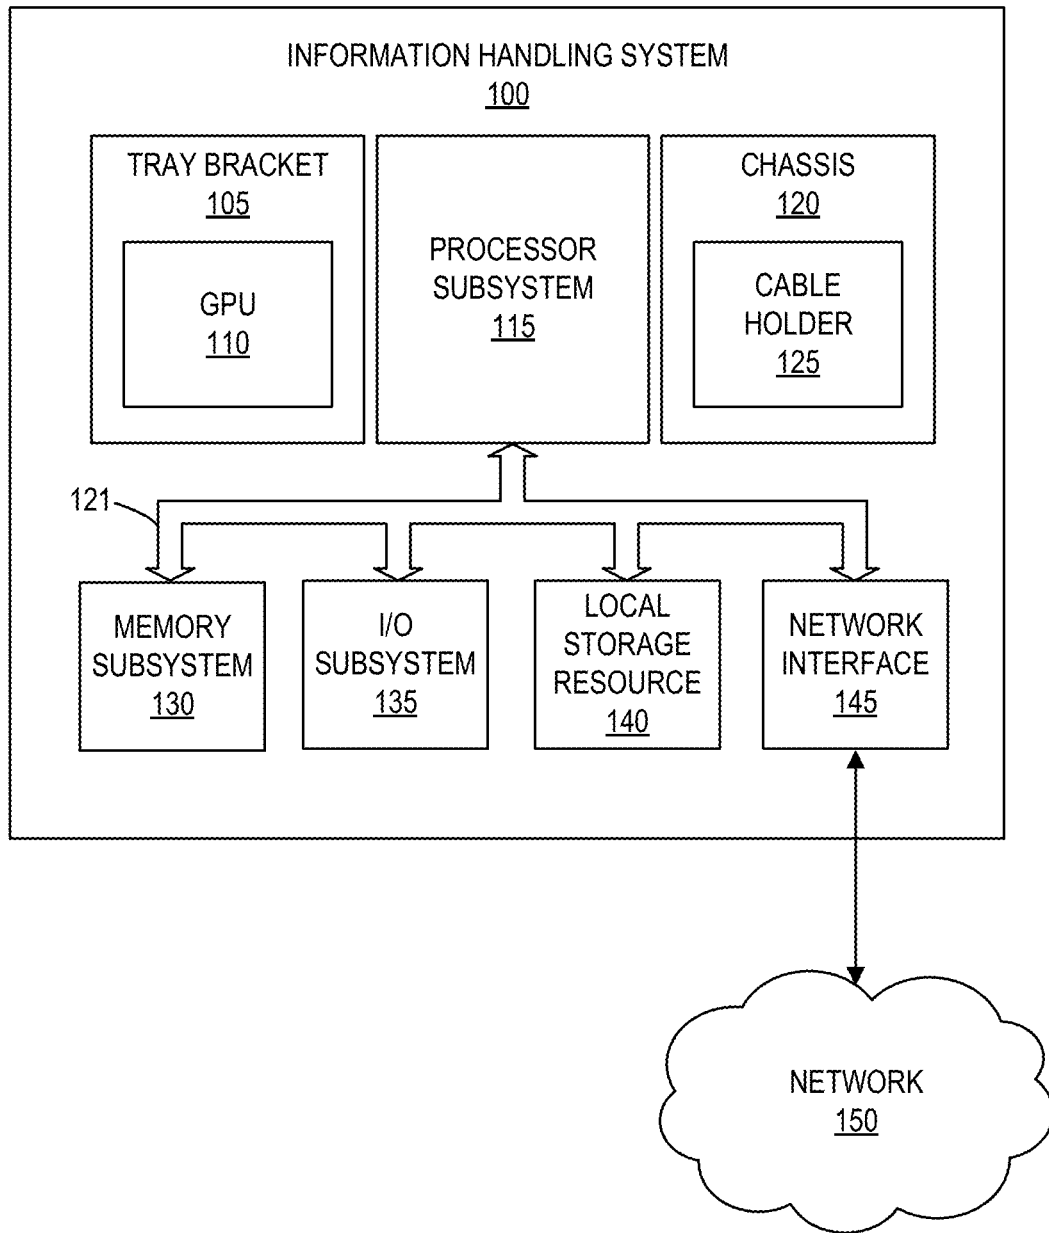 INFORMATION HANDLING SYSTEM
100
TRAY BRACKET
105
GPU
110
PROCESSOR
SUBSYSTEM
115
CHASSIS
120
CABLE
HOLDER
125
121
MEMORY
SUBSYSTEM
130
I/O
SUBSYSTEM
135
LOCAL
STORAGE
RESOURCE
140
NETWORK
INTERFACE
145
NETWORK
150